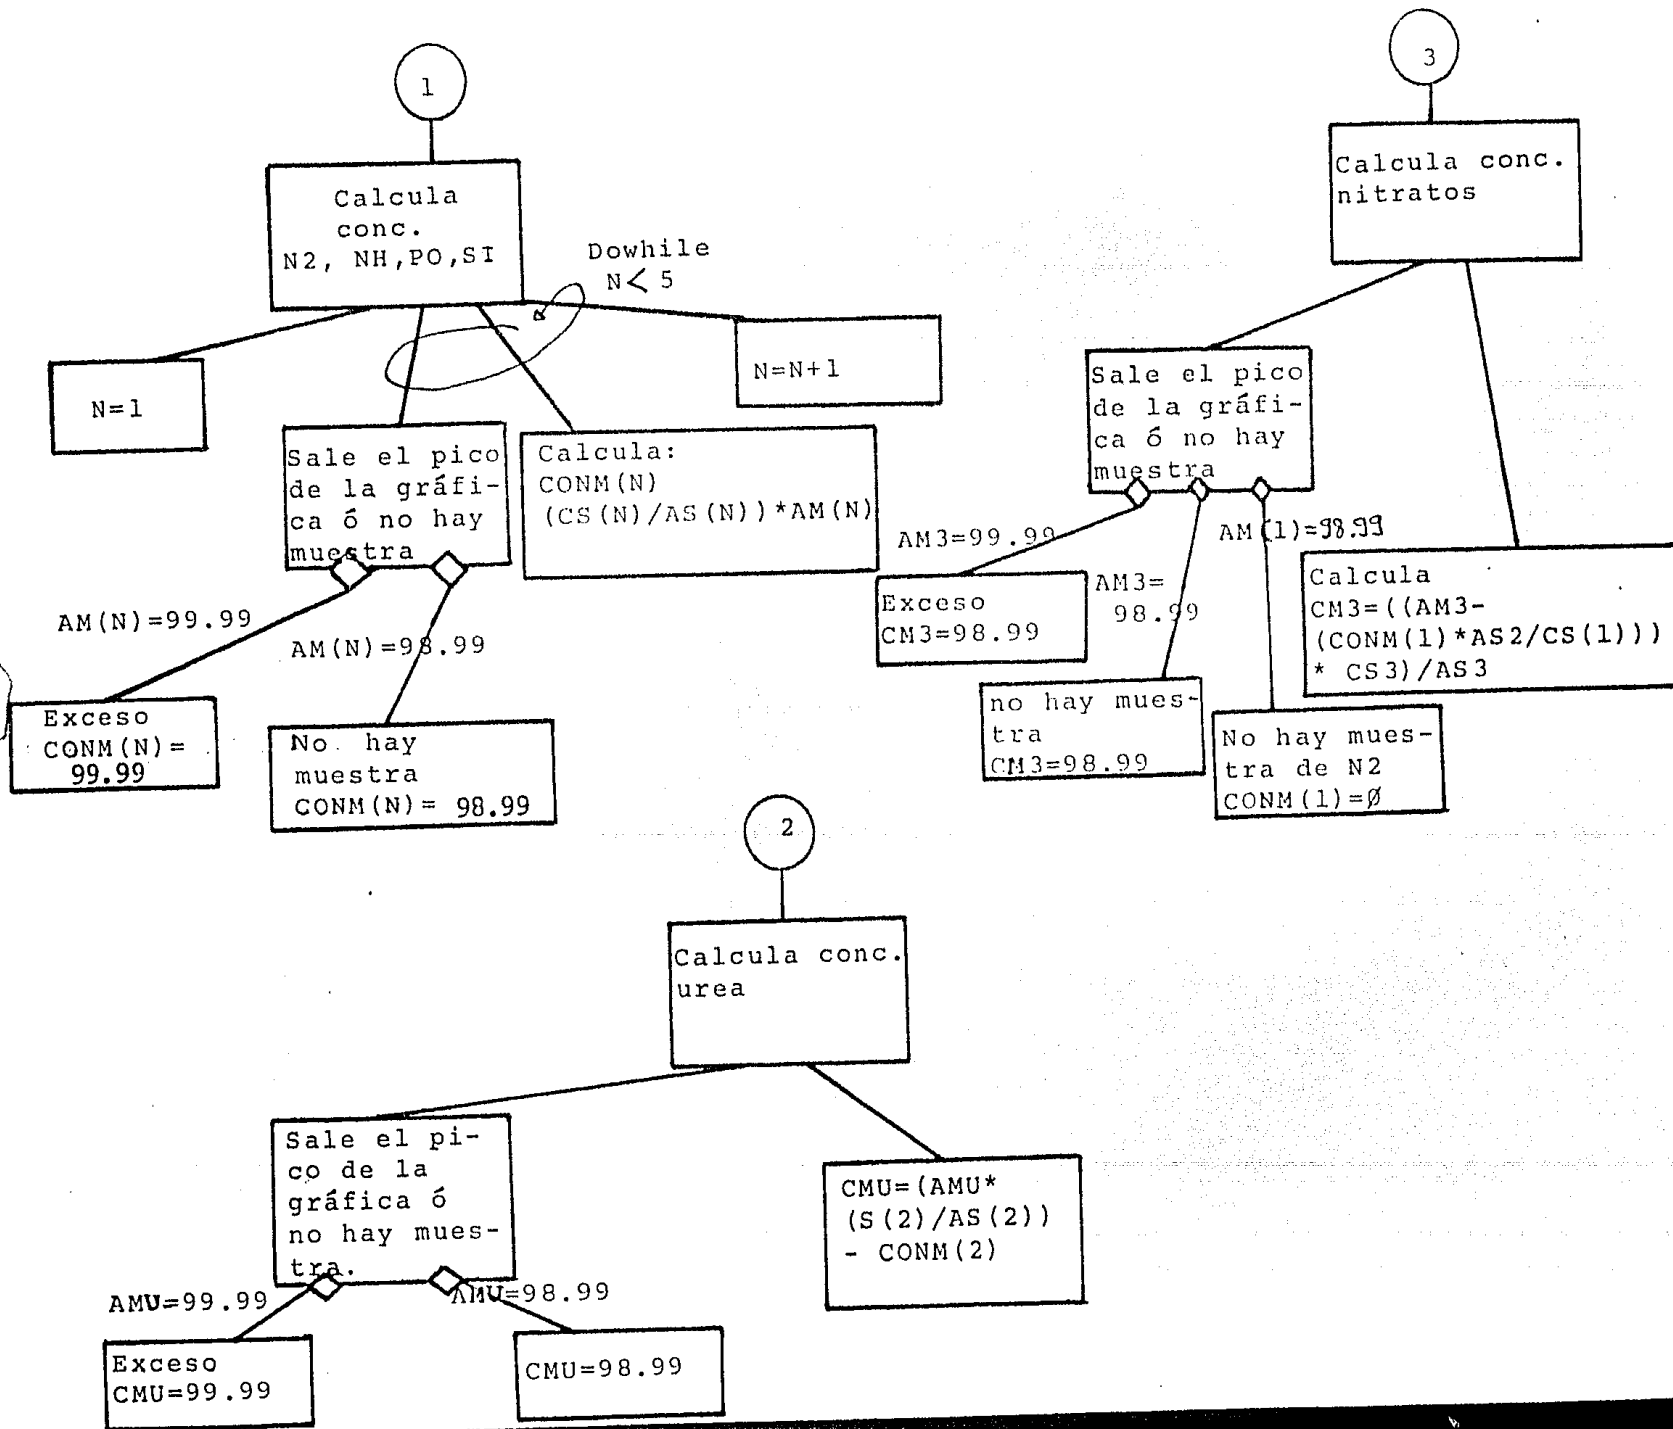 1
Calcula
conc.
N2, NH,PO,SI
Dowhile
N< 5
N=1
Sale el pico
de la gráfi-
ca ó no hay
muestra
Calcula:
CONM(N)
(CS(N)/AS(N))*AM(N)
N=N+1
AM(N)=99.99
AM(N)=98.99
Exceso
CONM(N)=
99.99
No hay
muestra
CONM(N)= 98.99
3
Calcula conc.
nitratos
Sale el pico
de la gráfi-
ca ó no hay
muestra
AM3=99.99
AM3=
98.99
AM(1)=98.99
Exceso
CM3=98.99
no hay mues-
tra
CM3=98.99
No hay mues-
tra de N2
CONM(1)=Ø
Calcula
CM3=((AM3-
(CONM(1)*AS2/CS(1)))
* CS3)/AS3
2
Calcula conc.
urea
Sale el pi-
co de la
gráfica ó
no hay mues-
tra.
CMU=(AMU*
(S(2)/AS(2))
- CONM(2)
AMU=99.99
AMU=98.99
Exceso
CMU=99.99
CMU=98.99